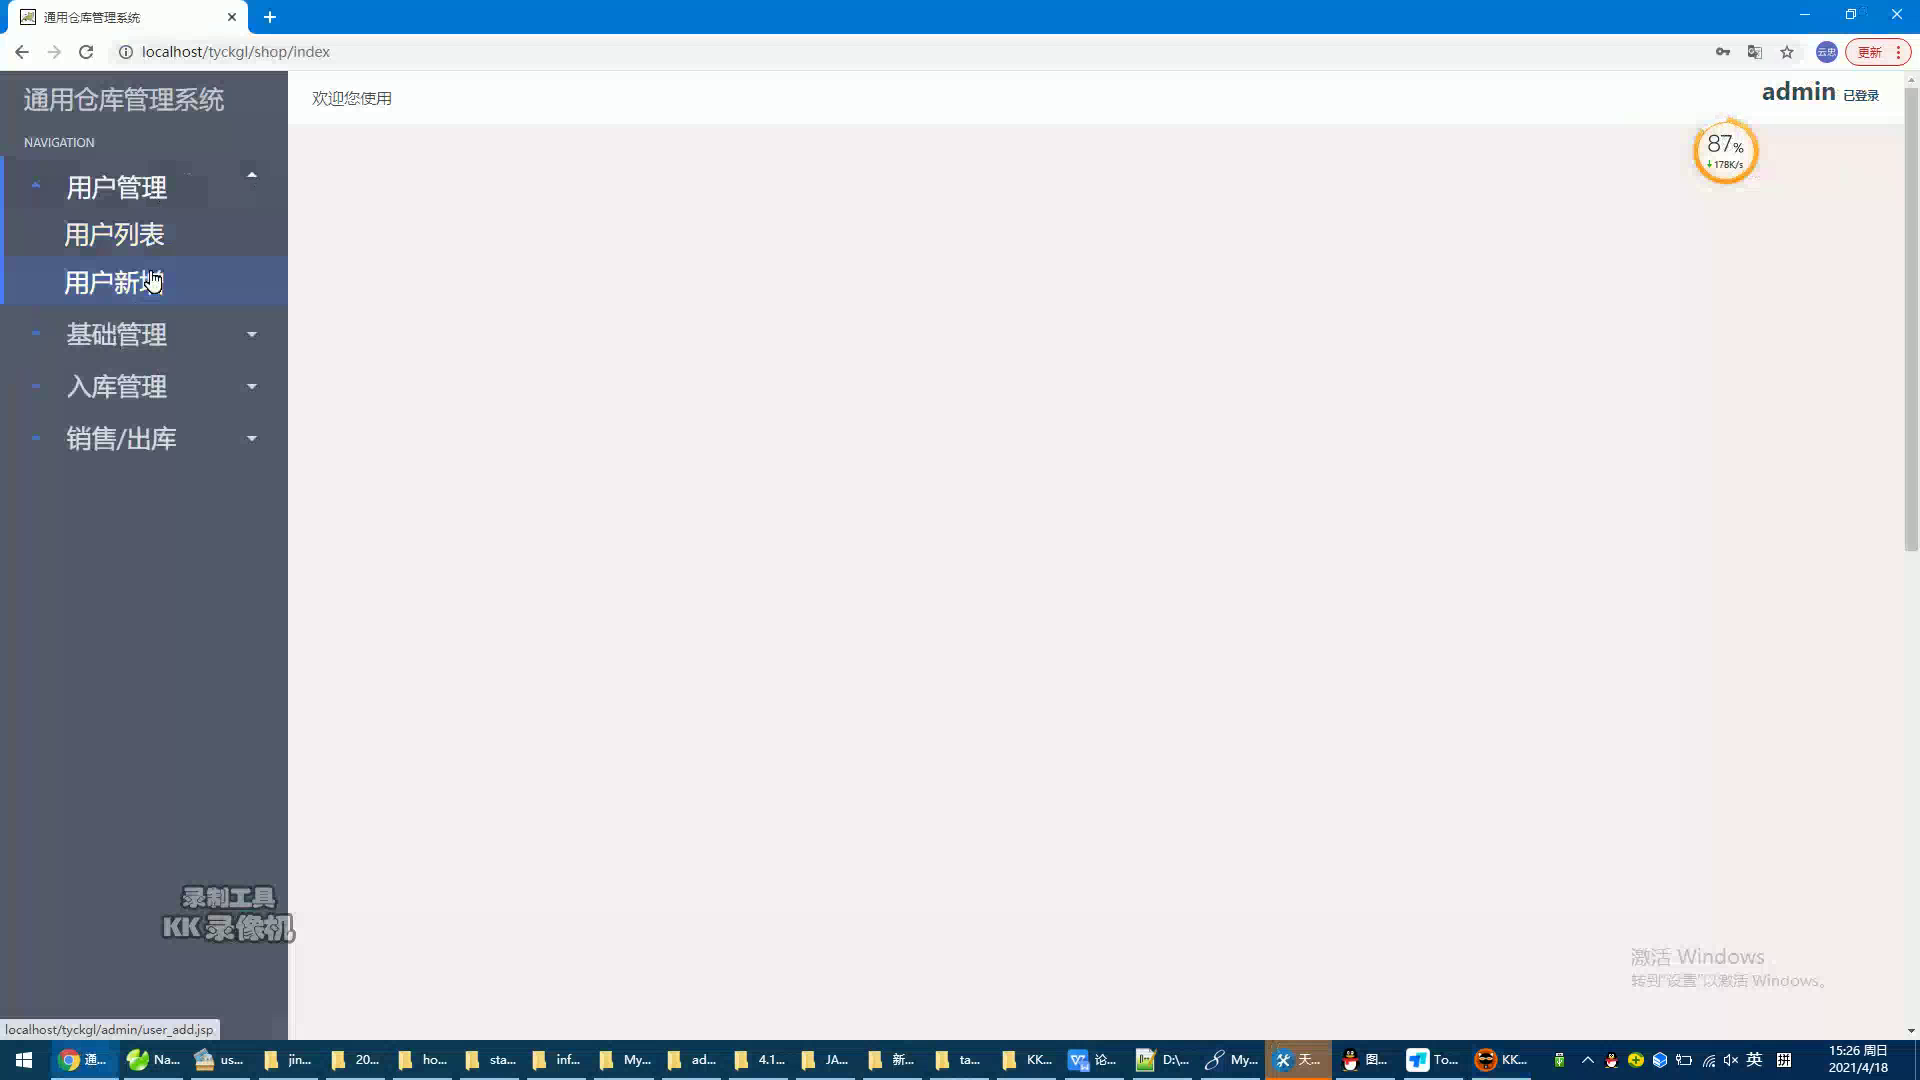 通用仓库管理系统
localhost/tyckgl/shop/index
云忠
更新
通用仓库管理系统
欢迎您使用
admin 已登录
NAVIGATION
87%
178K/s
用户管理
用户列表
用户新增
基础管理
入库管理
销售/出库
录制工具
KK 录像机
激活 Windows
转到"设置"以激活 Windows。
localhost/tyckgl/admin/user_add.jsp
通... Na... us... jin... 20... ho... sta... inf... My... ad... 4.1... JA... 新... ta... KK... 论... D:\... My... 天... 图... To... KK... 英
15:26 周日
2021/4/18